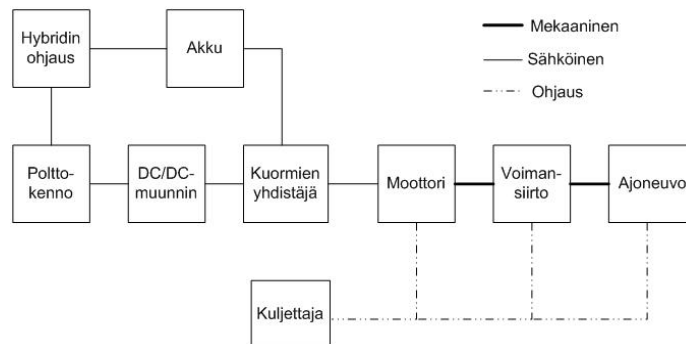 Hybridin
ohjaus
Akku
Mekaaninen
Sähköinen
Ohjaus
Poltto-
kenno
DC/DC-
muunnin
Kuormien
yhdistäjä
Moottori
Voiman-
siirto
Ajoneuvo
Kuljettaja